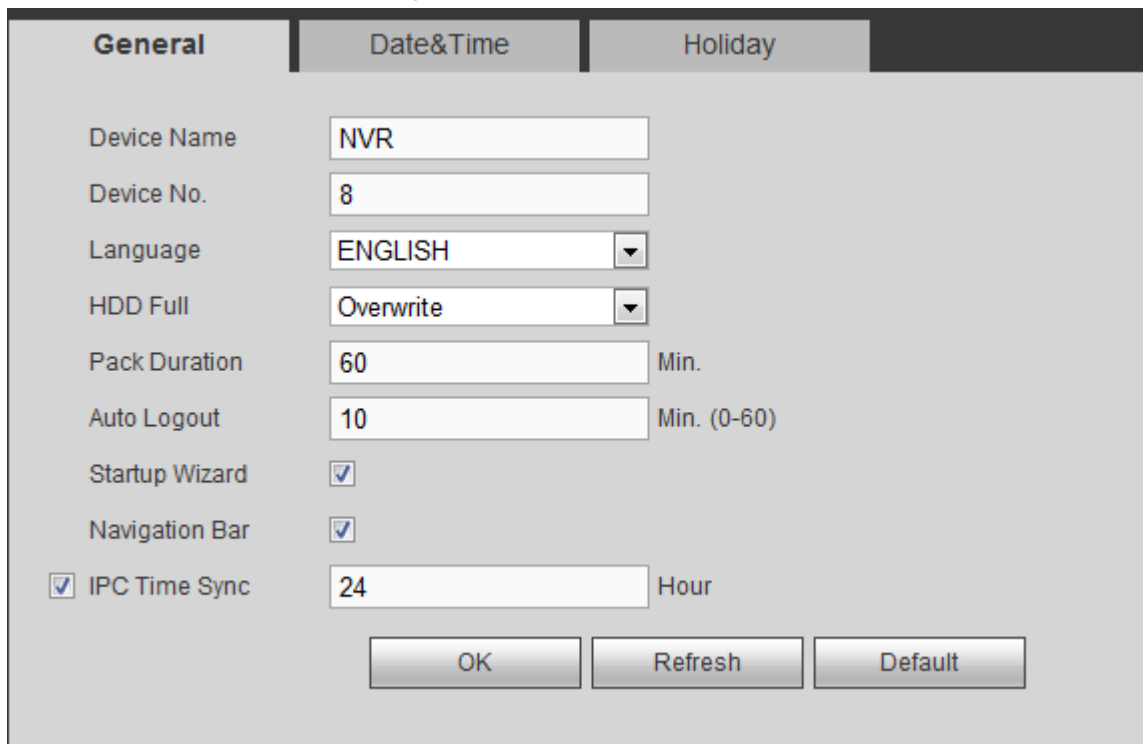 General Date&Time Holiday
Device Name NVR
Device No. 8
Language ENGLISH
HDD Full Overwrite
Pack Duration 60 Min.
Auto Logout 10 Min. (0-60)
Startup Wizard
Navigation Bar
IPC Time Sync 24 Hour
OK Refresh Default